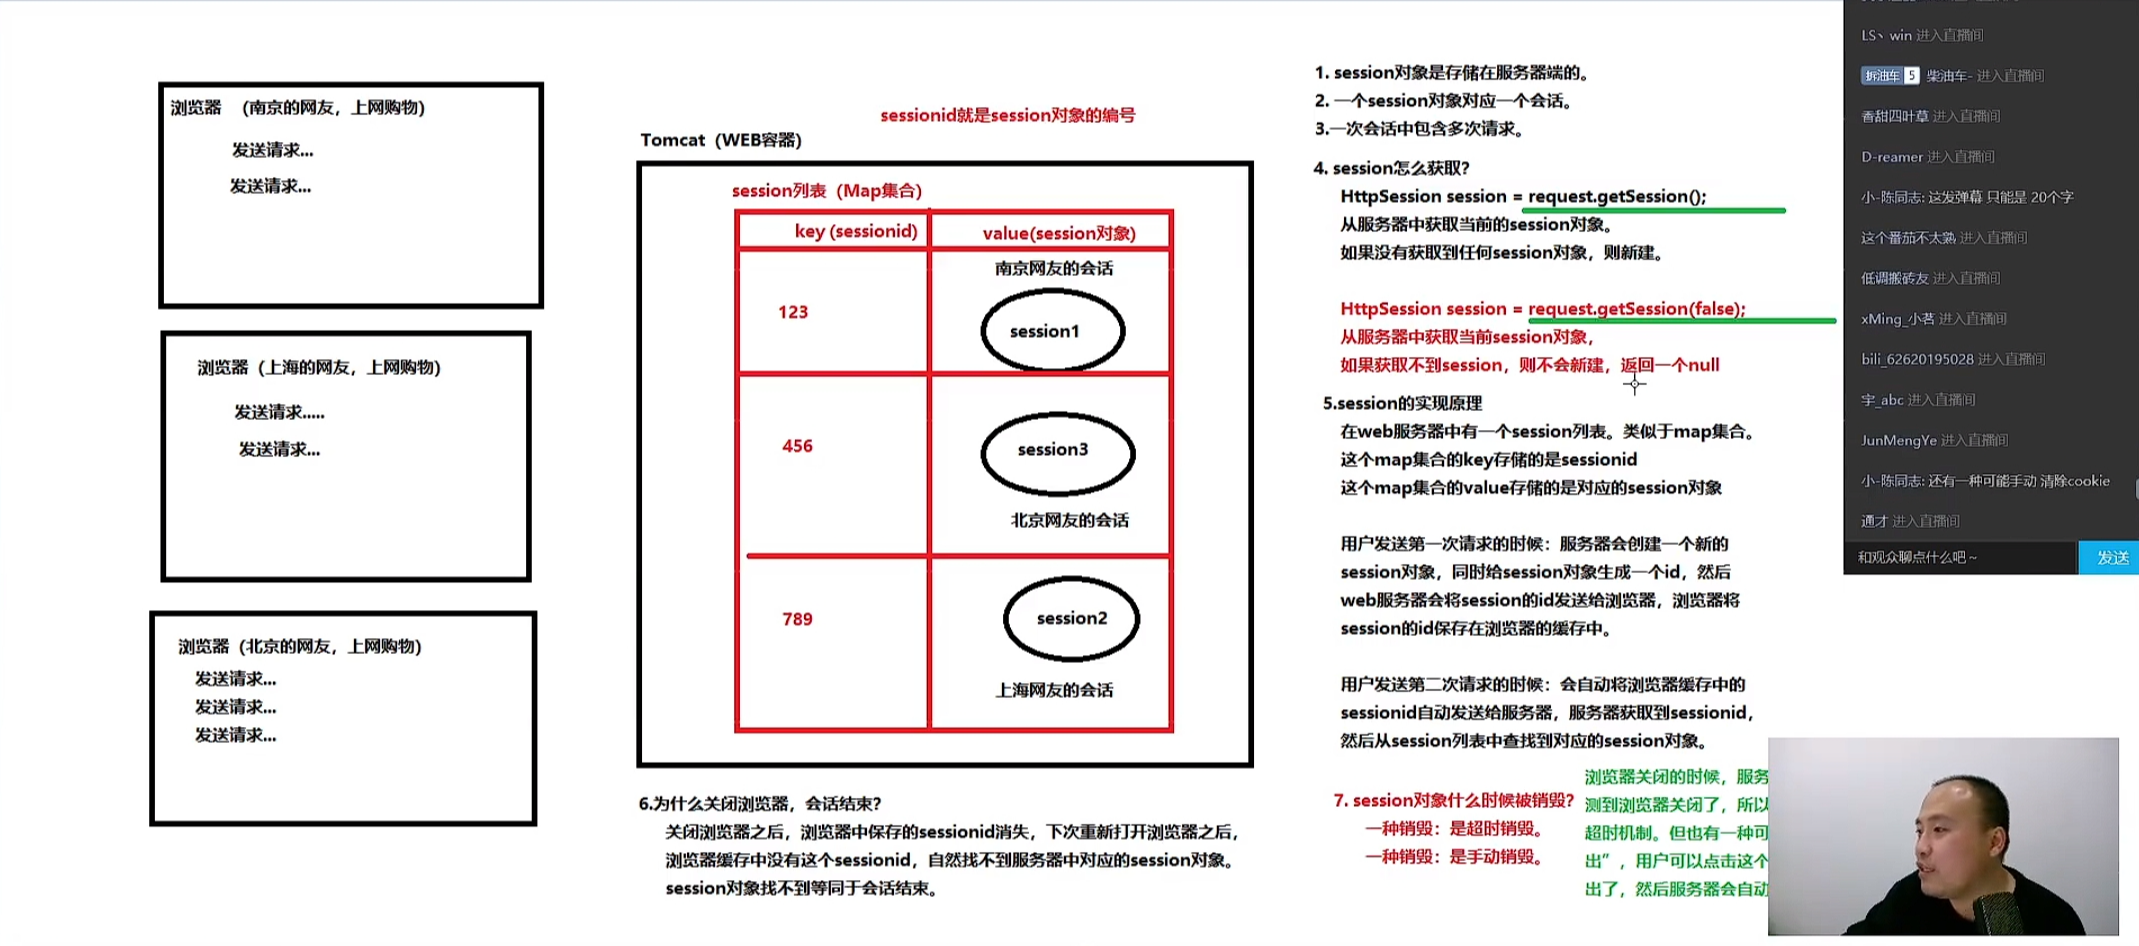 浏览器 （南京的网友，上网购物)
发送请求...
发送请求...
浏览器（上海的网友，上网购物)
发送请求.....
发送请求...
浏览器（北京的网友，上网购物)
发送请求...
发送请求...
发送请求...
sessionid就是session对象的编号
Tomcat（WEB容器)
session列表（Map集合)
key (sessionid)
value(session对象)
南京网友的会话
123
session1
456
session3
北京网友的会话
789
session2
上海网友的会话
6.为什么关闭浏览器，会话结束?
关闭浏览器之后，浏览器中保存的sessionid消失，下次重新打开浏览器之后，
浏览器缓存中没有这个sessionid，自然找不到服务器中对应的session对象。
session对象找不到等同于会话结束。
1. session对象是存储在服务器端的。
2. 一个session对象对应一个会话。
3.一次会话中包含多次请求。
4. session怎么获取?
HttpSession session = request.getSession();
从服务器中获取当前的session对象。
如果没有获取到任何session对象，则新建。
HttpSession session = request.getSession(false);
从服务器中获取当前session对象，
如果获取不到session，则不会新建，返回一个null
5.session的实现原理
在web服务器中有一个session列表。类似于map集合。
这个map集合的key存储的是sessionid
这个map集合的value存储的是对应的session对象
用户发送第一次请求的时候：服务器会创建一个新的
session对象，同时给session对象生成一个id，然后
web服务器会将session的id发送给浏览器，浏览器将
session的id保存在浏览器的缓存中。
用户发送第二次请求的时候：会自动将浏览器缓存中的
sessionid自动发送给服务器，服务器获取到sessionid，
然后从session列表中查找到对应的session对象。
7. session对象什么时候被销毁?
一种销毁：是超时销毁。
一种销毁：是手动销毁。
浏览器关闭的时候，服务
测到浏览器关闭了，所以
超时机制。但也有一种可
出”，用户可以点击这个
出了，然后服务器会自动
LS丶win 进入直播间
拆油车 5 柴油车- 进入直播间
香甜四叶草 进入直播间
D-reamer 进入直播间
小-陈同志: 这发弹幕 只能是 20个字
这个番茄不太熟 进入直播间
低调搬砖友 进入直播间
xMing_小茗 进入直播间
bili_62620195028 进入直播间
宇_abc 进入直播间
JunMengYe 进入直播间
小-陈同志: 还有一种可能手动 清除cookie
通才 进入直播间
和观众聊点什么吧~
发送